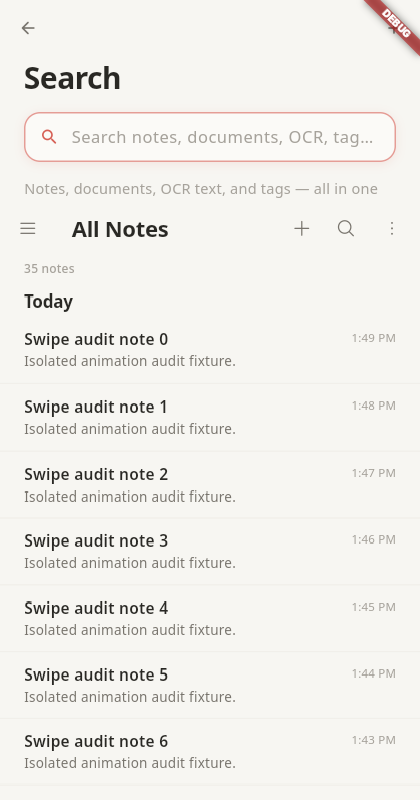 DEBUG
Search
Search notes, documents, OCR, tag...
Notes, documents, OCR text, and tags — all in one
All Notes
35 notes
Today
Swipe audit note 0 1:49 PM
Isolated animation audit fixture.
Swipe audit note 1 1:48 PM
Isolated animation audit fixture.
Swipe audit note 2 1:47 PM
Isolated animation audit fixture.
Swipe audit note 3 1:46 PM
Isolated animation audit fixture.
Swipe audit note 4 1:45 PM
Isolated animation audit fixture.
Swipe audit note 5 1:44 PM
Isolated animation audit fixture.
Swipe audit note 6 1:43 PM
Isolated animation audit fixture.